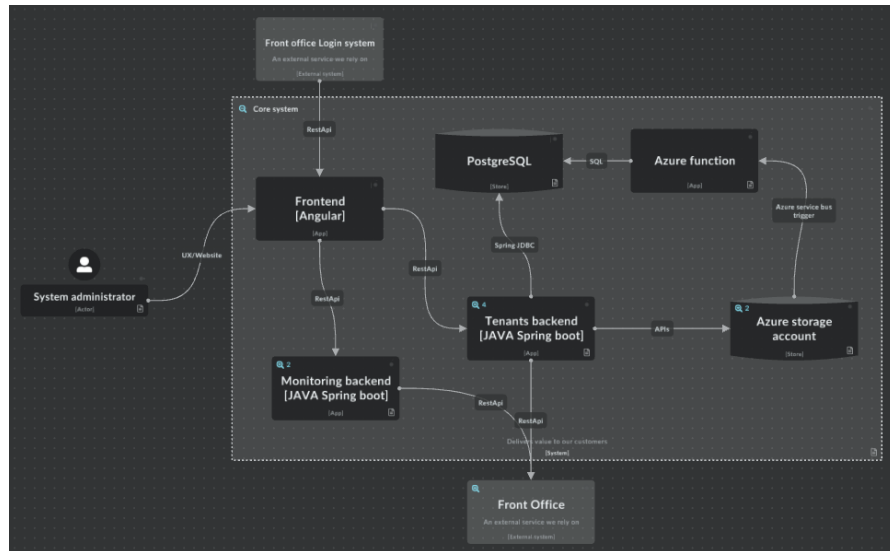 Front office Login system
An external service we rely on
[External system]
Core system
RestApi
PostgreSQL
[Store]
SQL
Azure function
[App]
Frontend
[Angular]
[App]
Azure service bus
trigger
UX/Website
RestApi
Spring JDBC
System administrator
[Actor]
RestApi
4
Tenants backend
[JAVA Spring boot]
[App]
APIs
2
Azure storage
account
[Store]
2
Monitoring backend
[JAVA Spring boot]
[App]
RestApi
RestApi
Delivers value to our customers
[System]
Front Office
An external service we rely on
[External system]